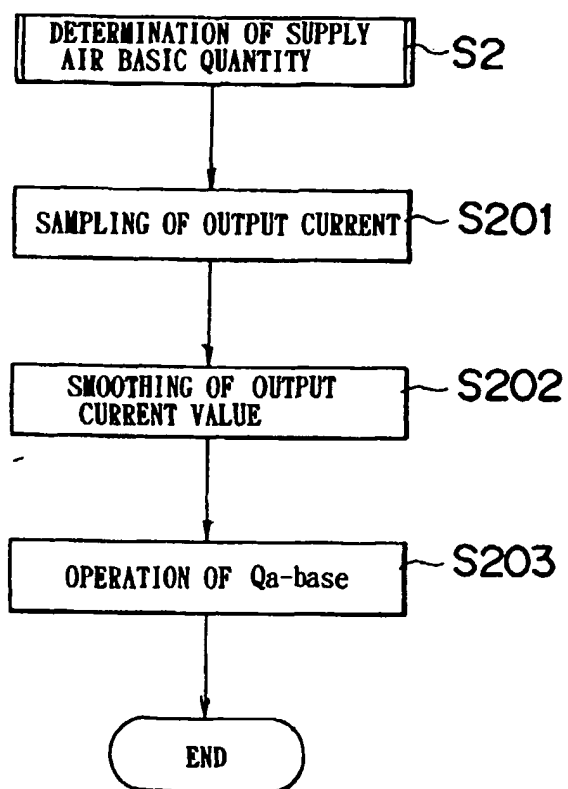 DETERMINATION OF SUPPLY
AIR BASIC QUANTITY
S2
SAMPLING OF OUTPUT CURRENT
S201
SMOOTHING OF OUTPUT
CURRENT VALUE
S202
OPERATION OF Qa-base
S203
END